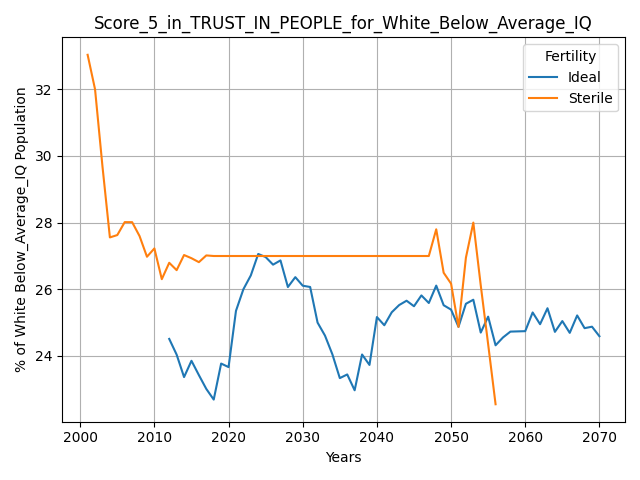 Score_5_in_TRUST_IN_PEOPLE_for_White_Below_Average_IQ
Fertility
Ideal
Sterile
% of White Below_Average_IQ Population
32
30
28
26
24
2000 2010 2020 2030 2040 2050 2060 2070
Years